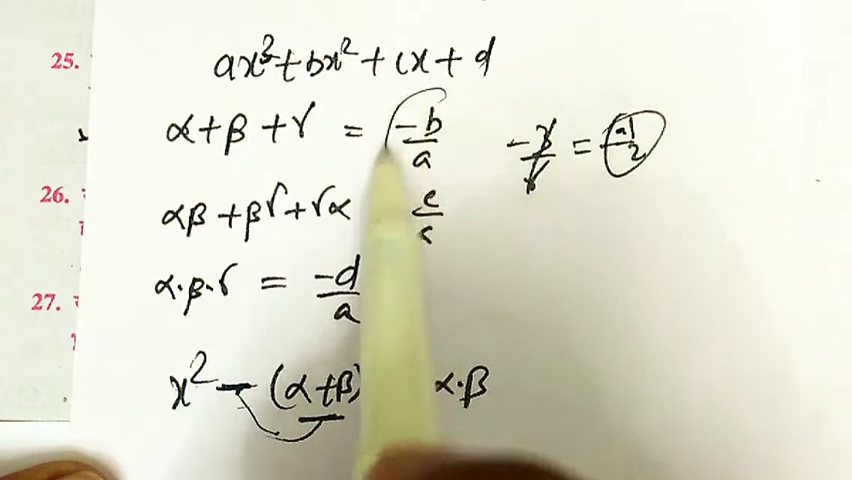 25.
ax³+bx²+cx+d
α+β+γ = -b/a
= -1/2
26.
αβ+βγ+γα c/
α·β·γ = -d/a
27.
x² - (α+β) α·β